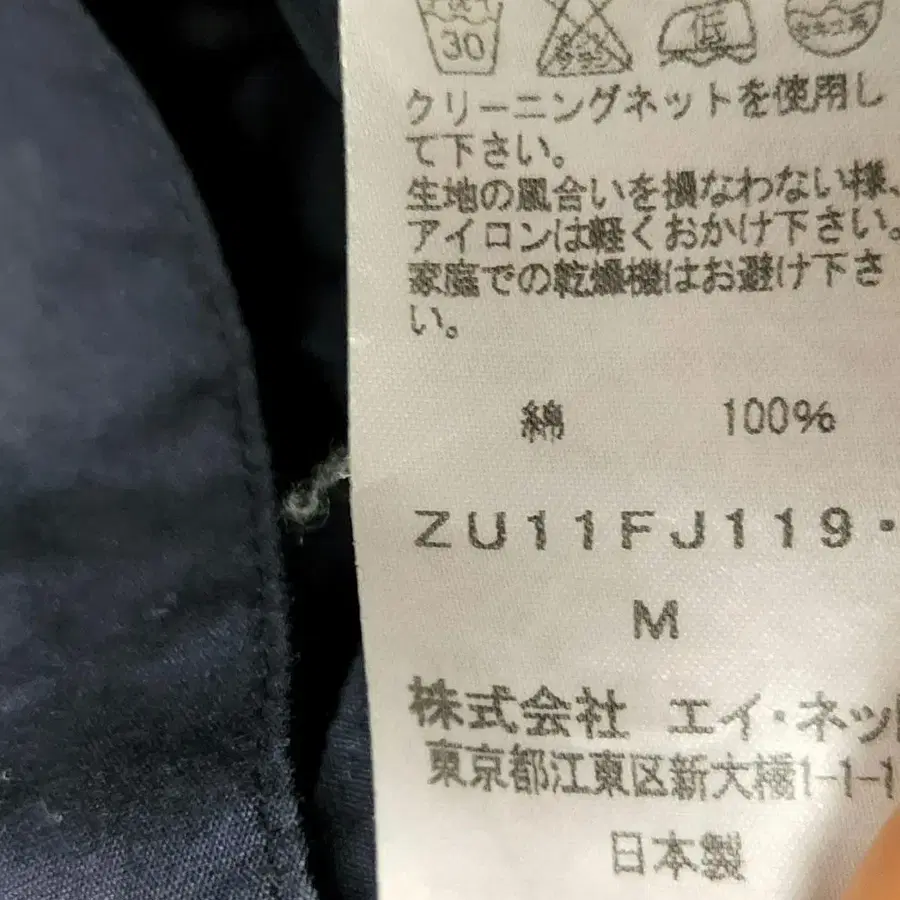 30
低
クリーニングネットを使用し
て下さい。
生地の風合いを損なわない様、
アイロンは軽くおかけ下さい。
家庭での乾燥機はお避け下さ
い。
綿 100%
ZU11FJ119・
M
株式会社 エイ・ネット
東京都江東区新大橋1-1-1
日本製